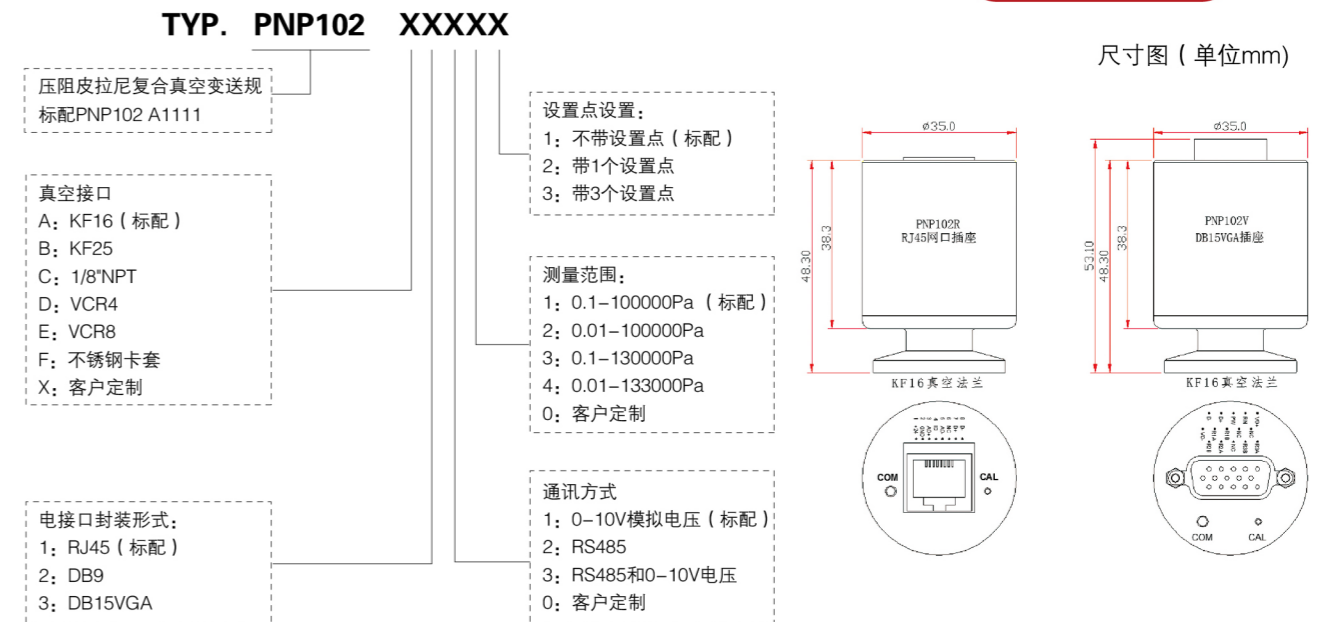 TYP. PNP102 XXXXX
压阻皮拉尼复合真空变送规
标配PNP102 A1111
真空接口
A：KF16（标配）
B：KF25
C：1/8"NPT
D：VCR4
E：VCR8
F：不锈钢卡套
X：客户定制
电接口封装形式：
1：RJ45（标配）
2：DB9
3：DB15VGA
设置点设置：
1：不带设置点（标配）
2：带1个设置点
3：带3个设置点
测量范围：
1：0.1–100000Pa （标配）
2：0.01–100000Pa
3：0.1–130000Pa
4：0.01–133000Pa
0：客户定制
通讯方式
1：0–10V模拟电压（标配）
2：RS485
3：RS485和0–10V电压
0：客户定制
尺寸图（单位mm)
ø35.0
48.30
38.3
PNP102R
RJ45网口插座
KF16真空法兰
COM
CAL
ø35.0
53.10
48.30
38.3
PNP102V
DB15VGA插座
KF16真空法兰
COM
CAL